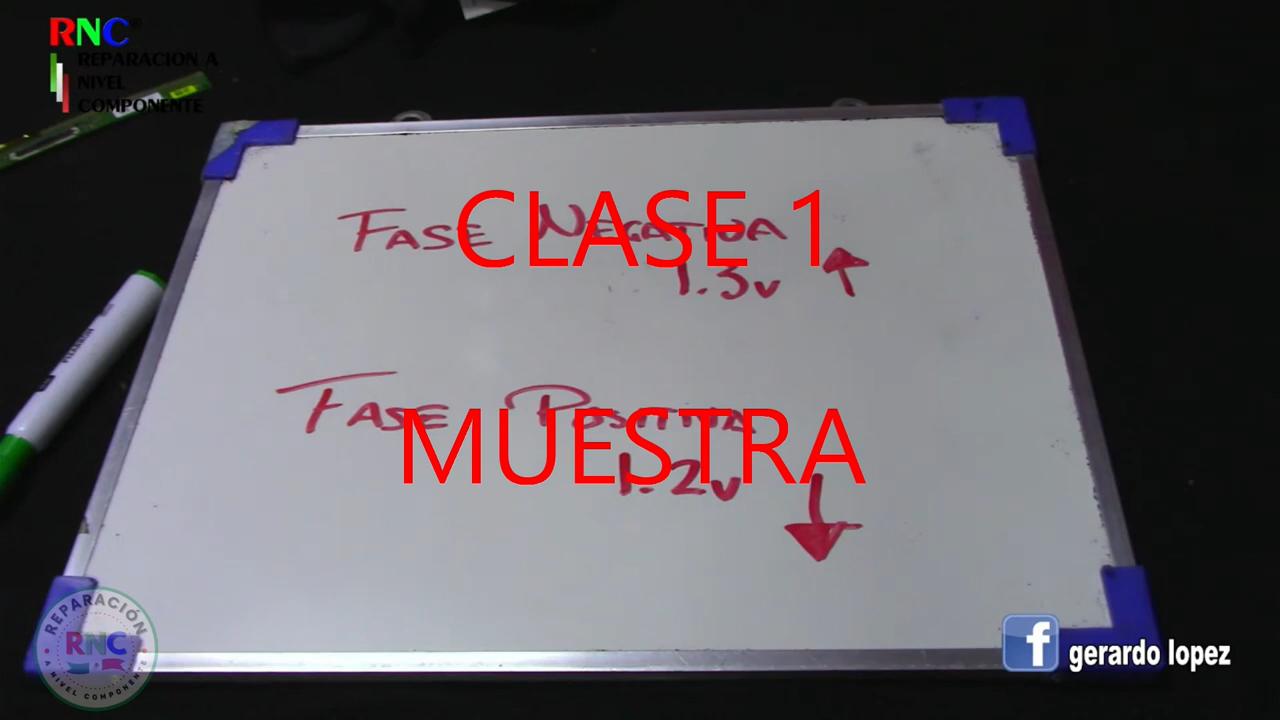 RNC
REPARACION A
NIVEL
COMPONENTE
CLASE 1
FASE NEGATIVA
1.3v
FASE POSITIVA
MUESTRA
1.2v
REPARACIÓN
RNC
A NIVEL COMPONENTE
f gerardo lopez